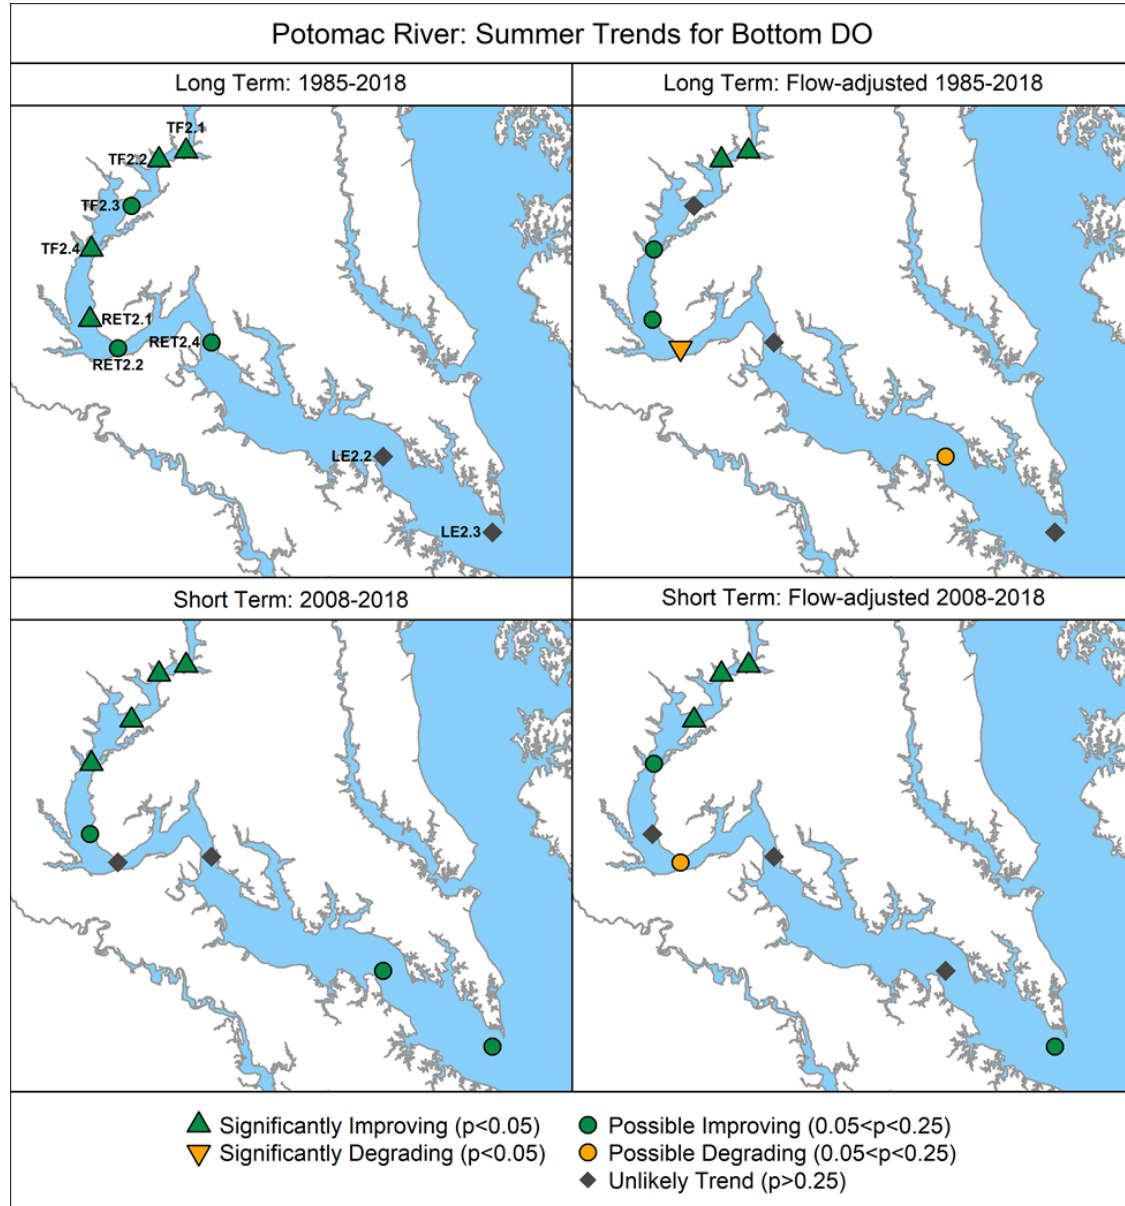 Potomac River: Summer Trends for Bottom DO
Long Term: 1985-2018
Long Term: Flow-adjusted 1985-2018
TF2.1
TF2.2
TF2.3
TF2.4
RET2.1
RET2.4
RET2.2
LE2.2
LE2.3
Short Term: 2008-2018
Short Term: Flow-adjusted 2008-2018
Significantly Improving (p<0.05)
Possible Improving (0.05<p<0.25)
Significantly Degrading (p<0.05)
Possible Degrading (0.05<p<0.25)
Unlikely Trend (p>0.25)